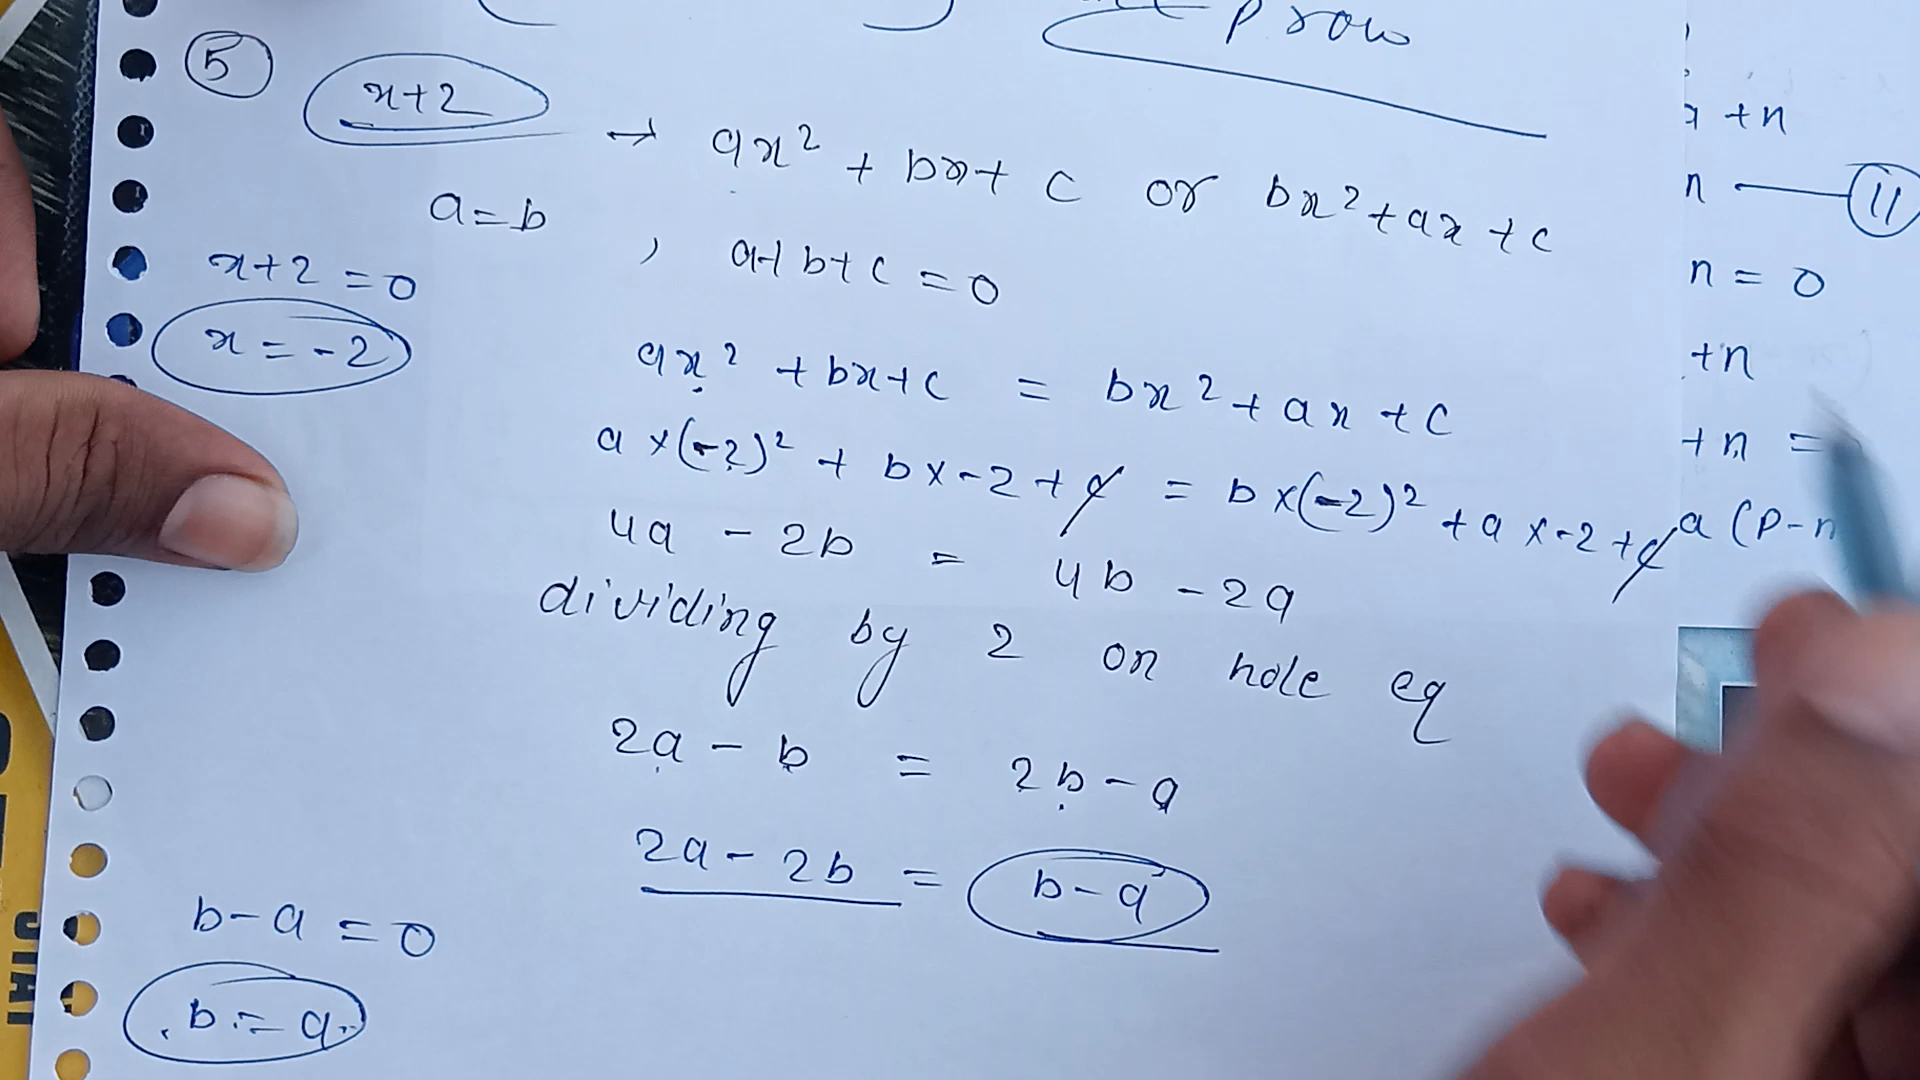 prow
5
x+2
→ ax² + bx+ c or bx²+ax+c
a=b , a+b+c=0
x+2=0
x=-2
ax²+bx+c = bx²+ax+c
a×(-2)²+b×-2+c = b×(-2)²+a×-2+c
4a-2b = 4b-2a
dividing by 2 on hole eq
2a-b = 2b-a
2a-2b = b-a
b-a=0
b=a
+n
n — 11
n=0
+n
+n =
a(p-n